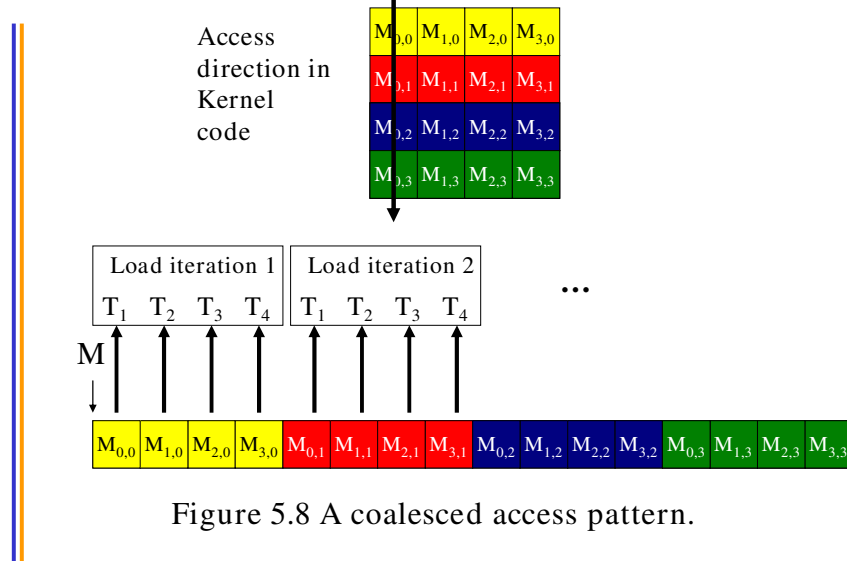 Access
direction in
Kernel
code
M0,0 M1,0 M2,0 M3,0
M0,1 M1,1 M2,1 M3,1
M0,2 M1,2 M2,2 M3,2
M0,3 M1,3 M2,3 M3,3
Load iteration 1 Load iteration 2
...
T1 T2 T3 T4 T1 T2 T3 T4
M
M0,0 M1,0 M2,0 M3,0 M0,1 M1,1 M2,1 M3,1 M0,2 M1,2 M2,2 M3,2 M0,3 M1,3 M2,3 M3,3
Figure 5.8 A coalesced access pattern.